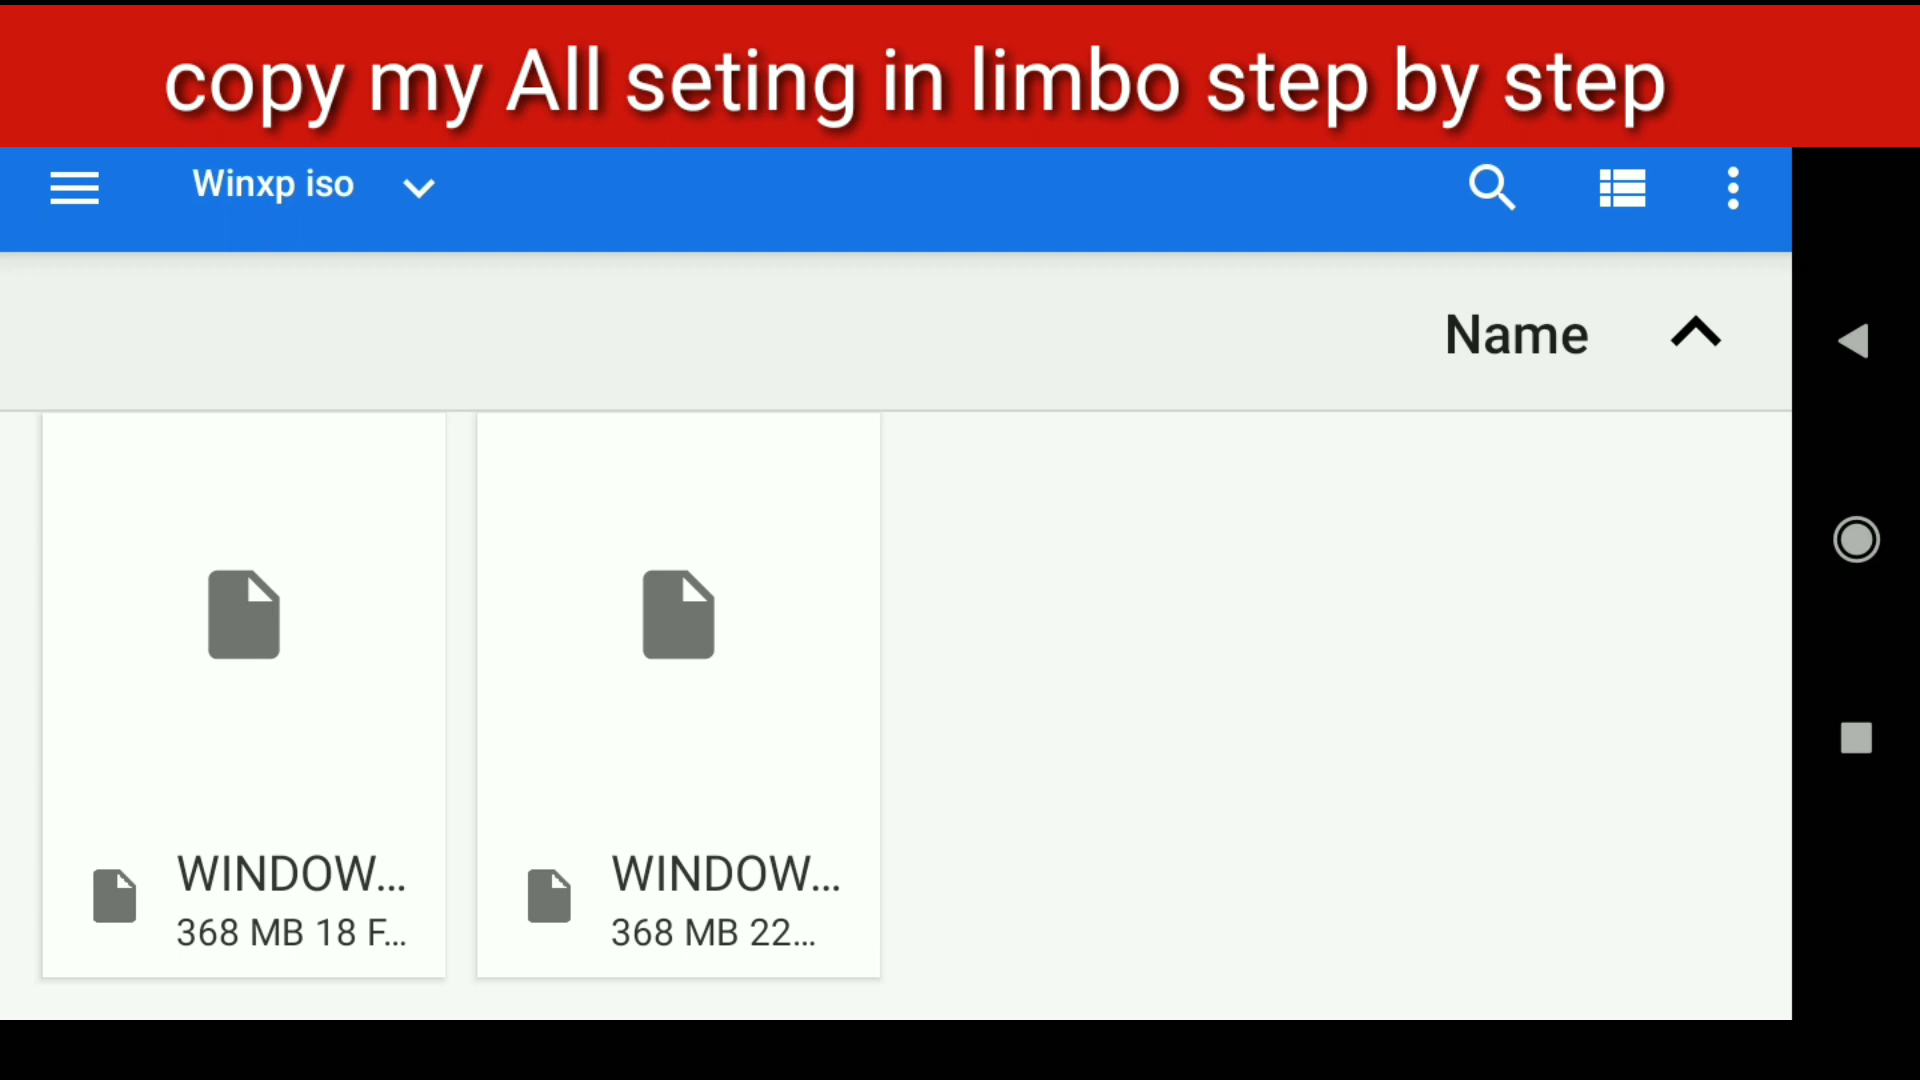 copy my All seting in limbo step by step
Winxp iso
Name
WINDOW...
368 MB 18 F...
WINDOW...
368 MB 22...